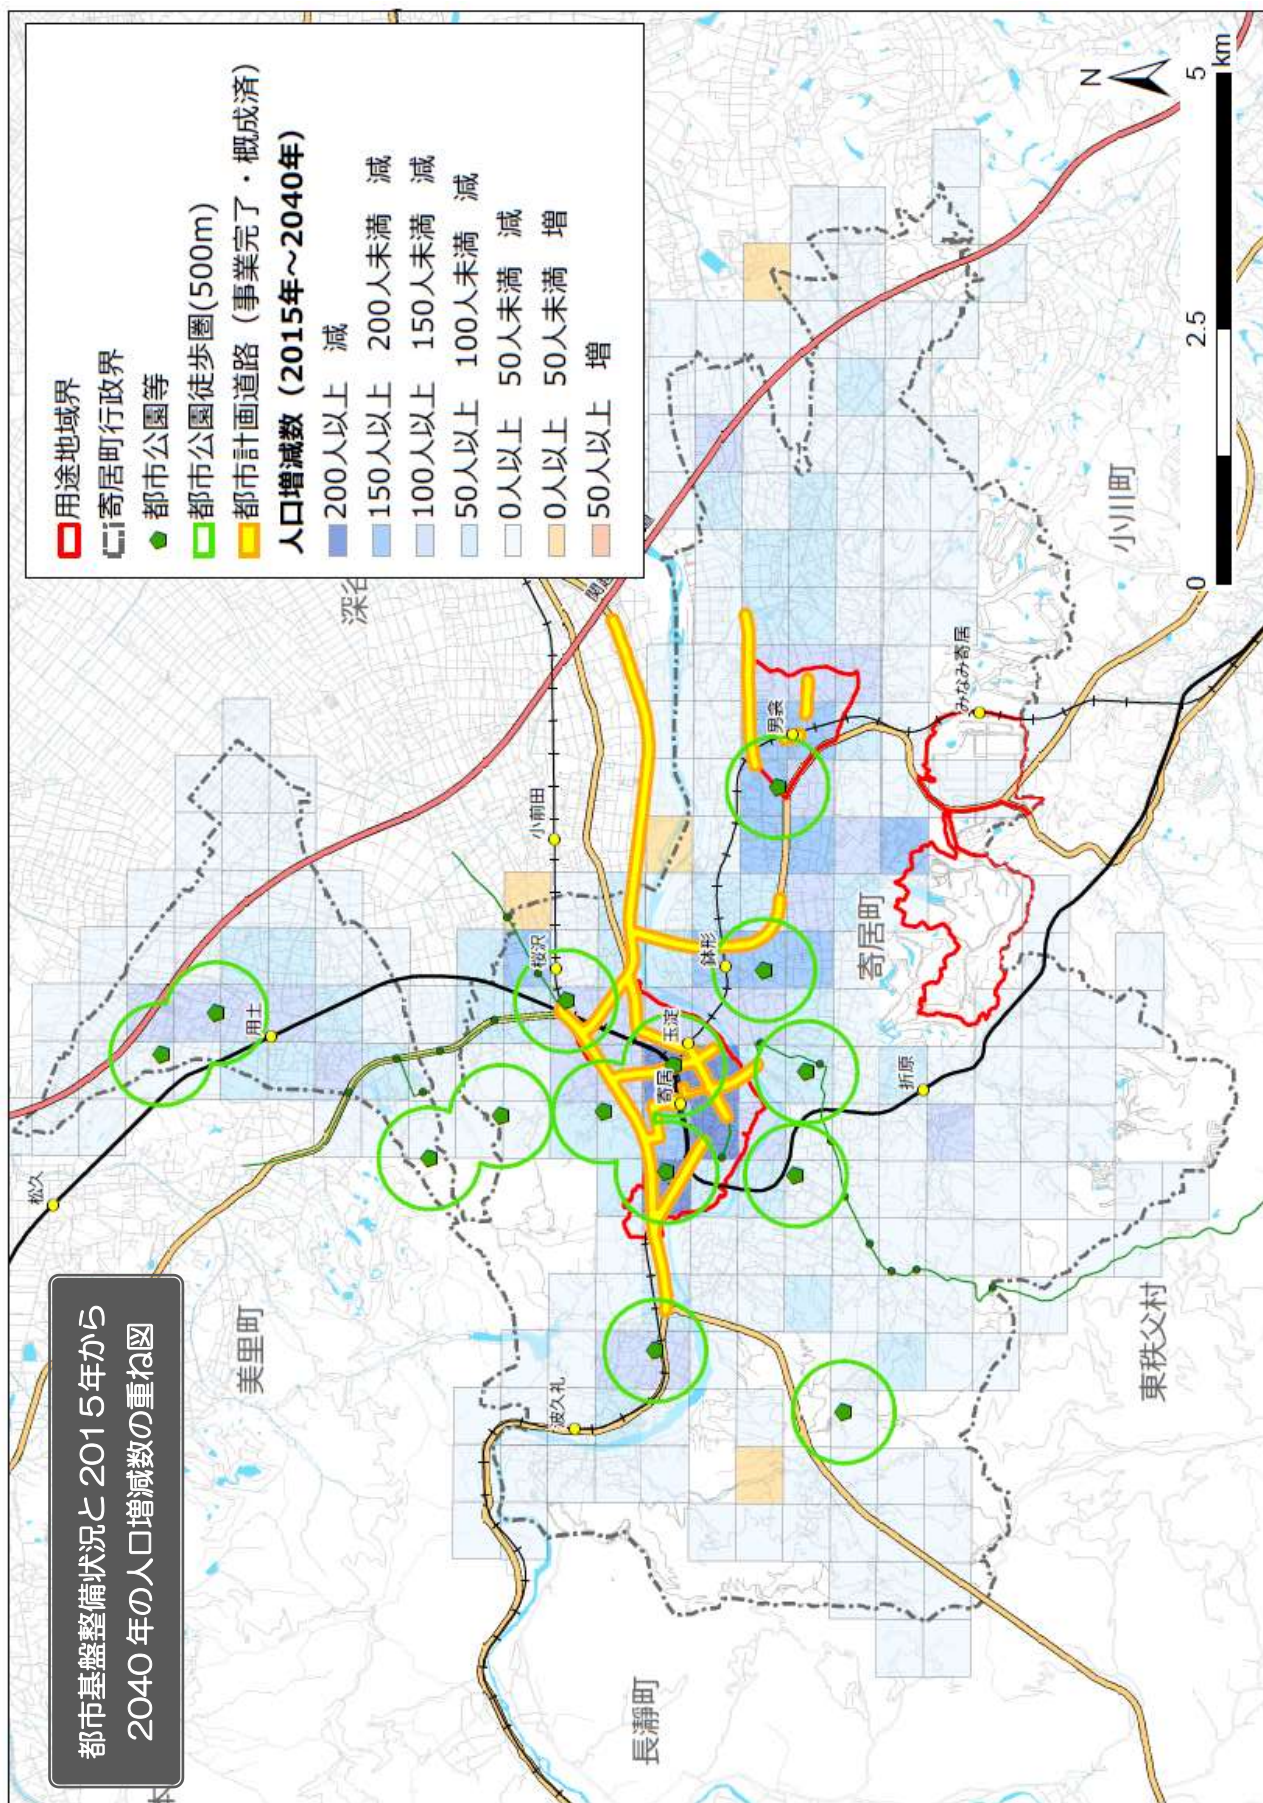 都市基盤整備状況と2015年から
2040年の人口増減数の重ね図
用途地域界
寄居町行政界
都市公園等
都市公園徒歩圏(500m)
都市計画道路（事業完了・概成済）
人口増減数（2015年～2040年）
200人以上　減
150人以上　200人未満　減
100人以上　150人未満　減
50人以上　100人未満　減
0人以上　50人未満　減
0人以上　50人未満　増
50人以上　増
松久
美里町
用土
深谷
関越
小前田
桜沢
波久礼
寄居
玉淀
鉢形
男衾
長瀞町
寄居町
折原
みなみ寄居
東秩父村
小川町
N
0
2.5
5
km
本